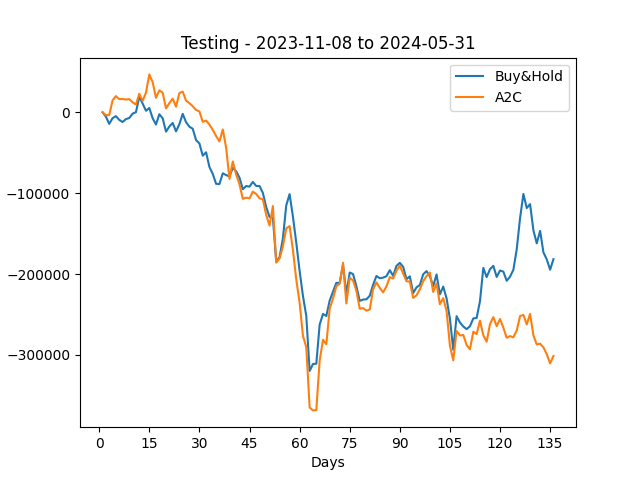 Testing - 2023-11-08 to 2024-05-31
Buy&Hold
A2C
0
−100000
−200000
−300000
0 15 30 45 60 75 90 105 120 135
Days